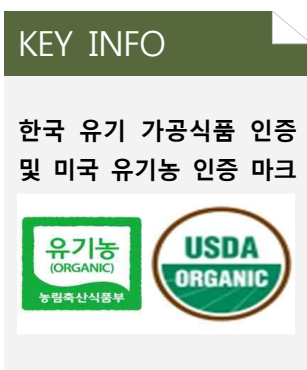 KEY INFO
한국 유기 가공식품 인증
및 미국 유기농 인증 마크
유기농
(ORGANIC)
농림축산식품부
USDA
ORGANIC